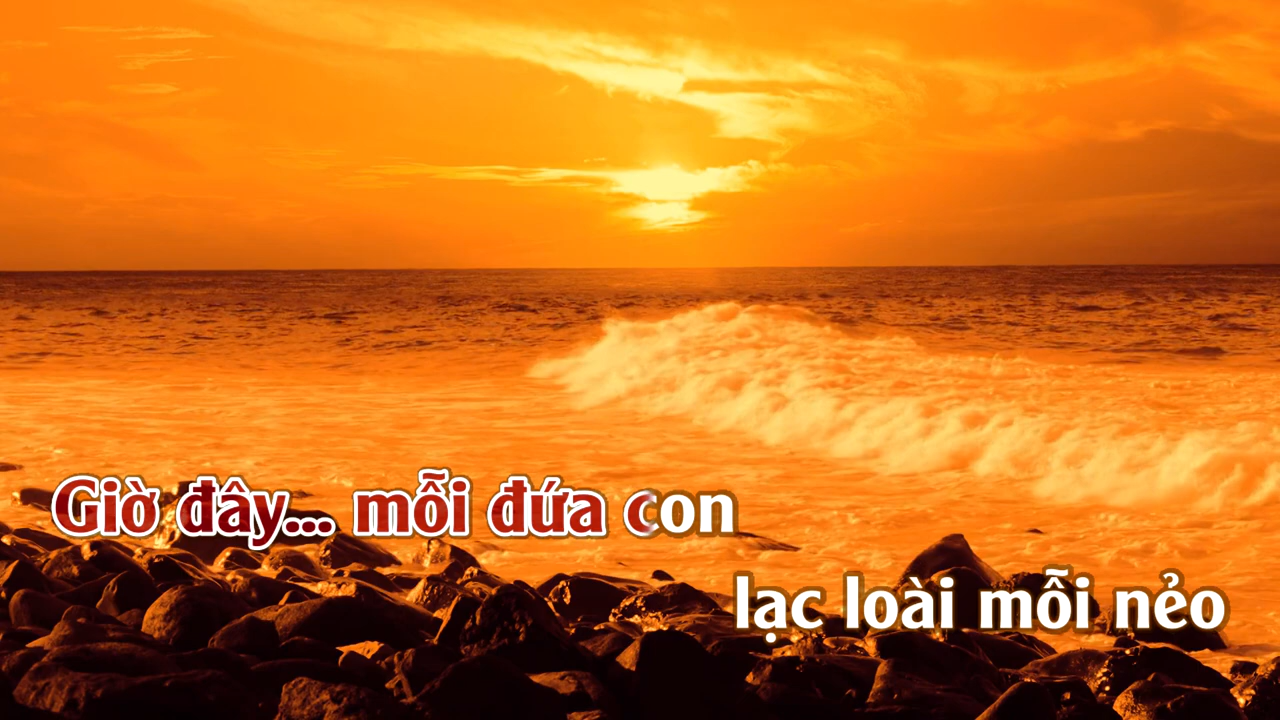 Giờ đây... mỗi đứa con
lạc loài mỗi nẻo